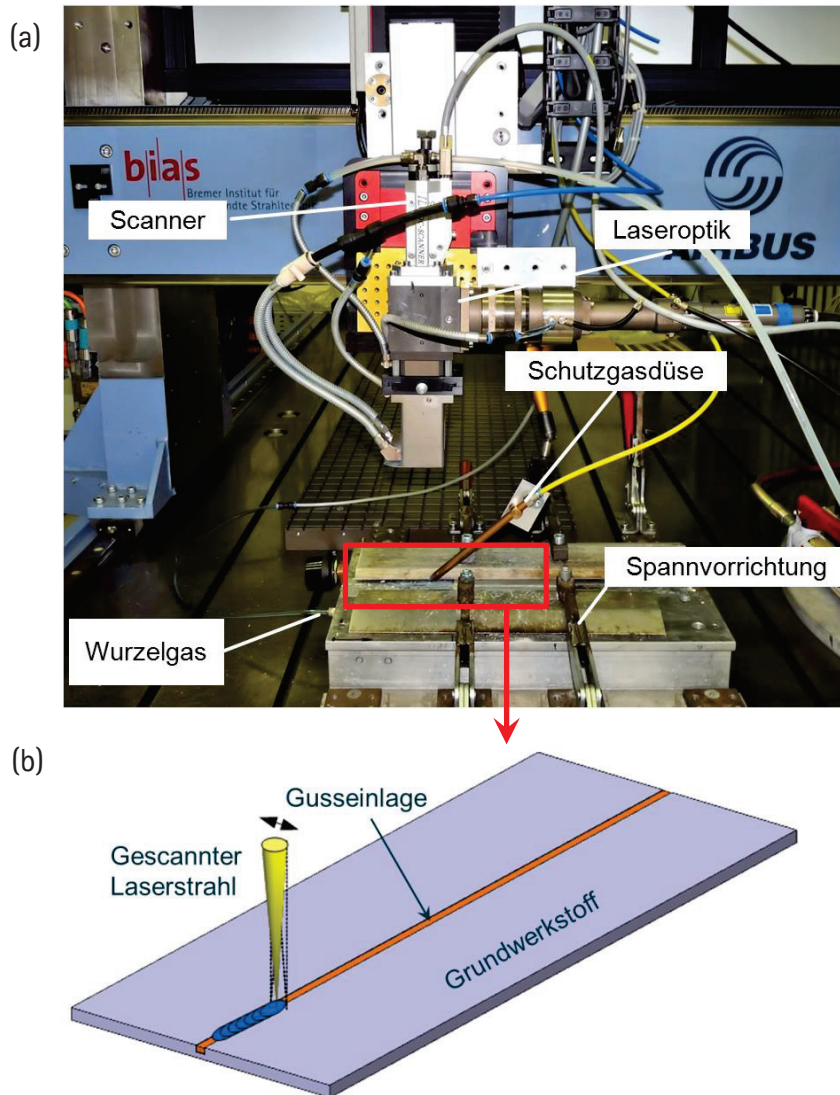 (a)
bias
Bremer Institut für
Scanner
Laseroptik
Schutzgasdüse
Spannvorrichtung
Wurzelgas
(b)
Gusseinlage
Gescannter
Laserstrahl
Grundwerkstoff